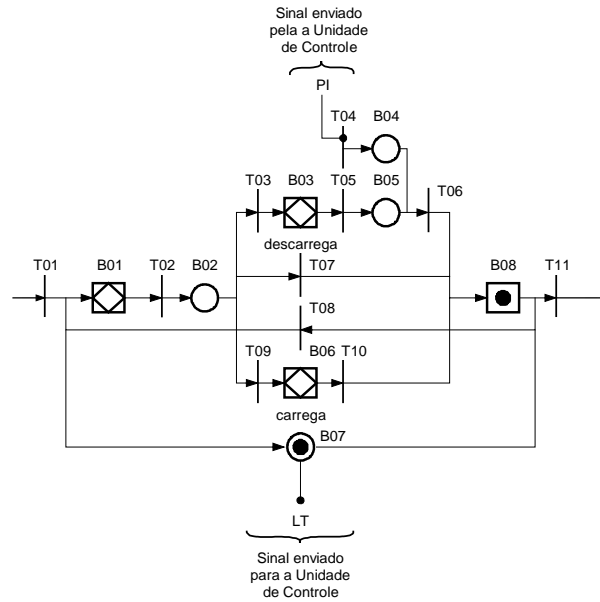 Sinal enviado
pela a Unidade
de Controle
PI
T04 B04
T03 B03 T05 B05 T06
descarrega
T01 B01 T02 B02 T07 B08 T11
T08
T09 B06 T10
carrega
B07
LT
Sinal enviado
para a Unidade
de Controle